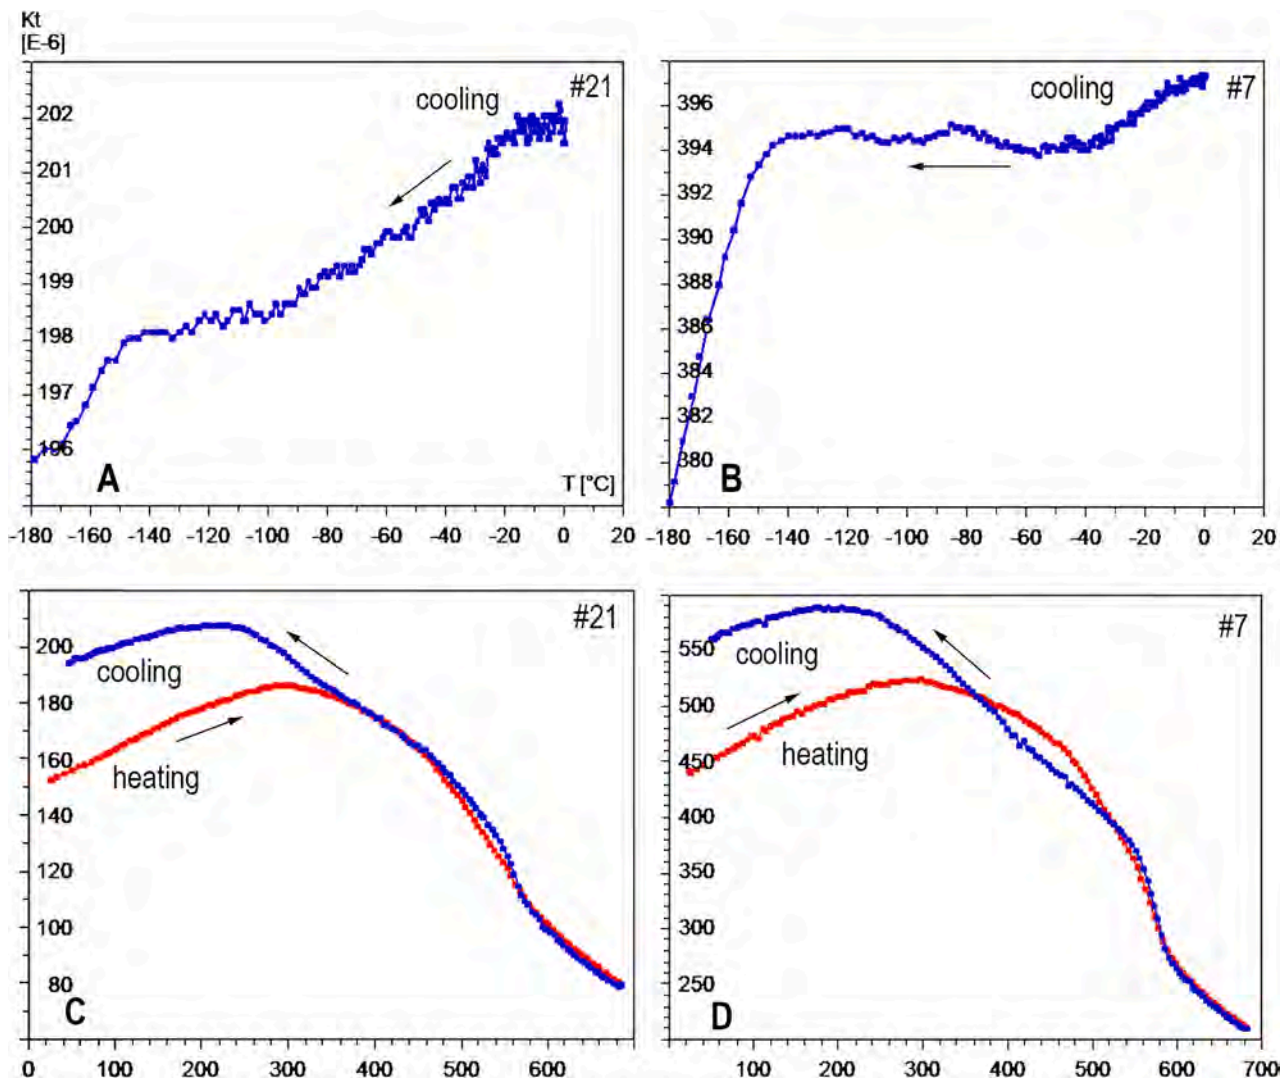 Kt
[E-6]
#21
cooling
202
201
200
199
198
197
196
A
T [°C]
-180 -160 -140 -120 -100 -80 -60 -40 -20 0 20
#7
cooling
396
394
392
390
388
386
384
382
380
B
-180 -160 -140 -120 -100 -80 -60 -40 -20 0 20
#21
200
cooling
180
160
heating
140
120
100
80
C
0 100 200 300 400 500 600
#7
550
cooling
500
450
heating
400
350
300
250
D
100 200 300 400 500 600 700